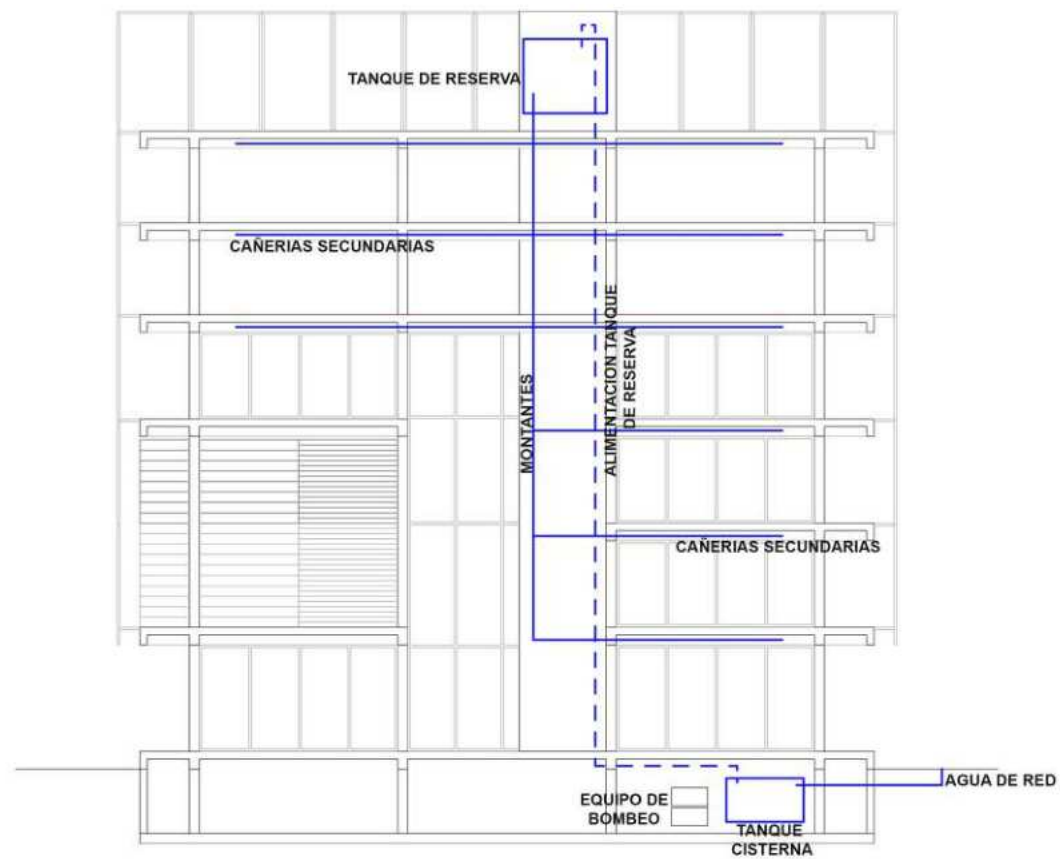 TANQUE DE RESERVA
CAÑERIAS SECUNDARIAS
MONTANTES
ALIMENTACION TANQUE
DE RESERVA
CAÑERIAS SECUNDARIAS
AGUA DE RED
EQUIPO DE
BOMBEO
TANQUE
CISTERNA